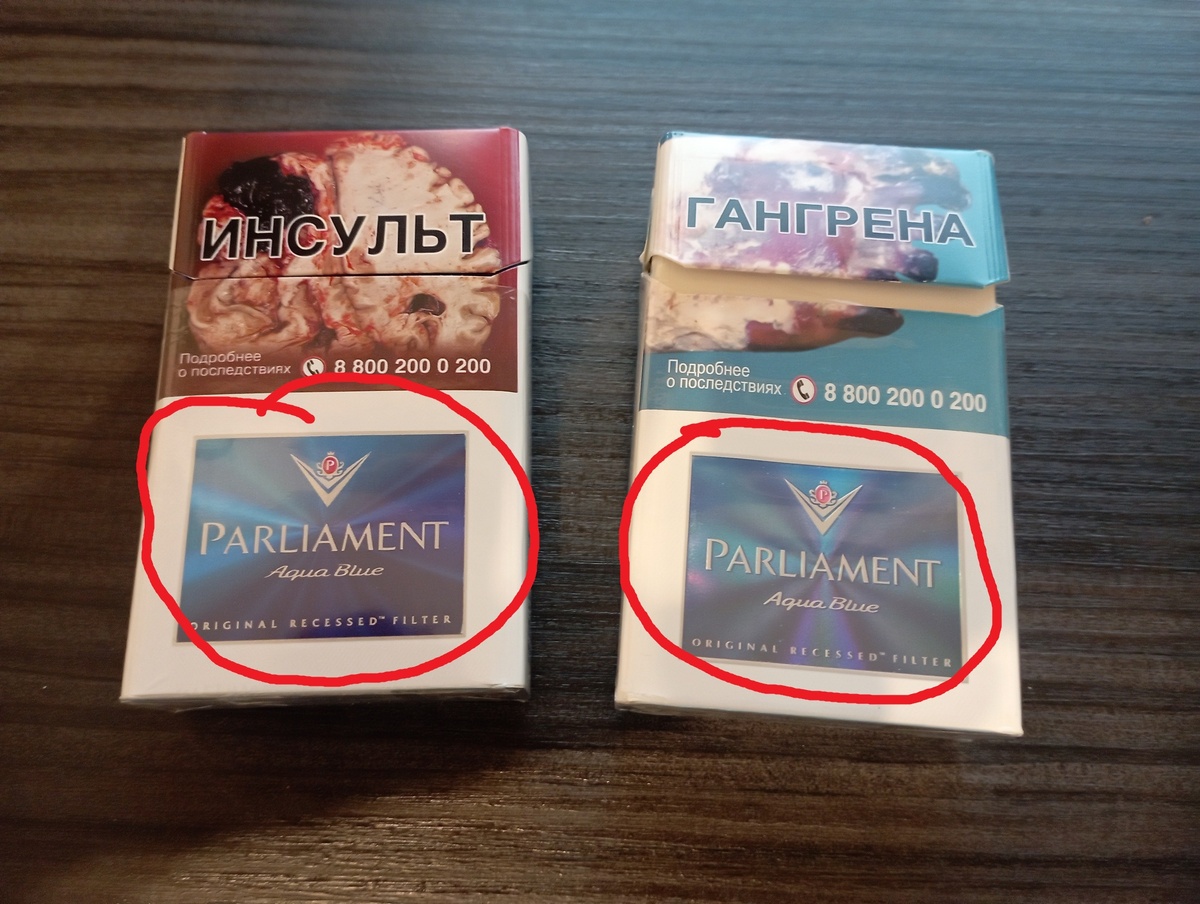 ИНСУЛЬТ
Подробнее
о последствиях 8 800 200 0 200
P
PARLIAMENT
Aqua Blue
ORIGINAL RECESSED™ FILTER
ГАНГРЕНА
Подробнее
о последствиях 8 800 200 0 200
P
PARLIAMENT
Aqua Blue
ORIGINAL RECESSED™ FILTER